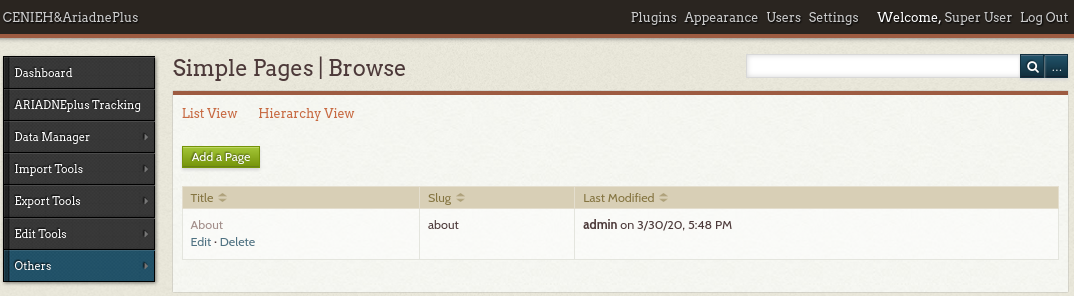 CENIEH&AriadnePlus
Plugins Appearance Users Settings Welcome, Super User Log Out
Simple Pages | Browse
...
Dashboard
ARIADNEplus Tracking
Data Manager
Import Tools
Export Tools
Edit Tools
Others
List View Hierarchy View
Add a Page
Title Slug Last Modified
About about admin on 3/30/20, 5:48 PM
Edit · Delete